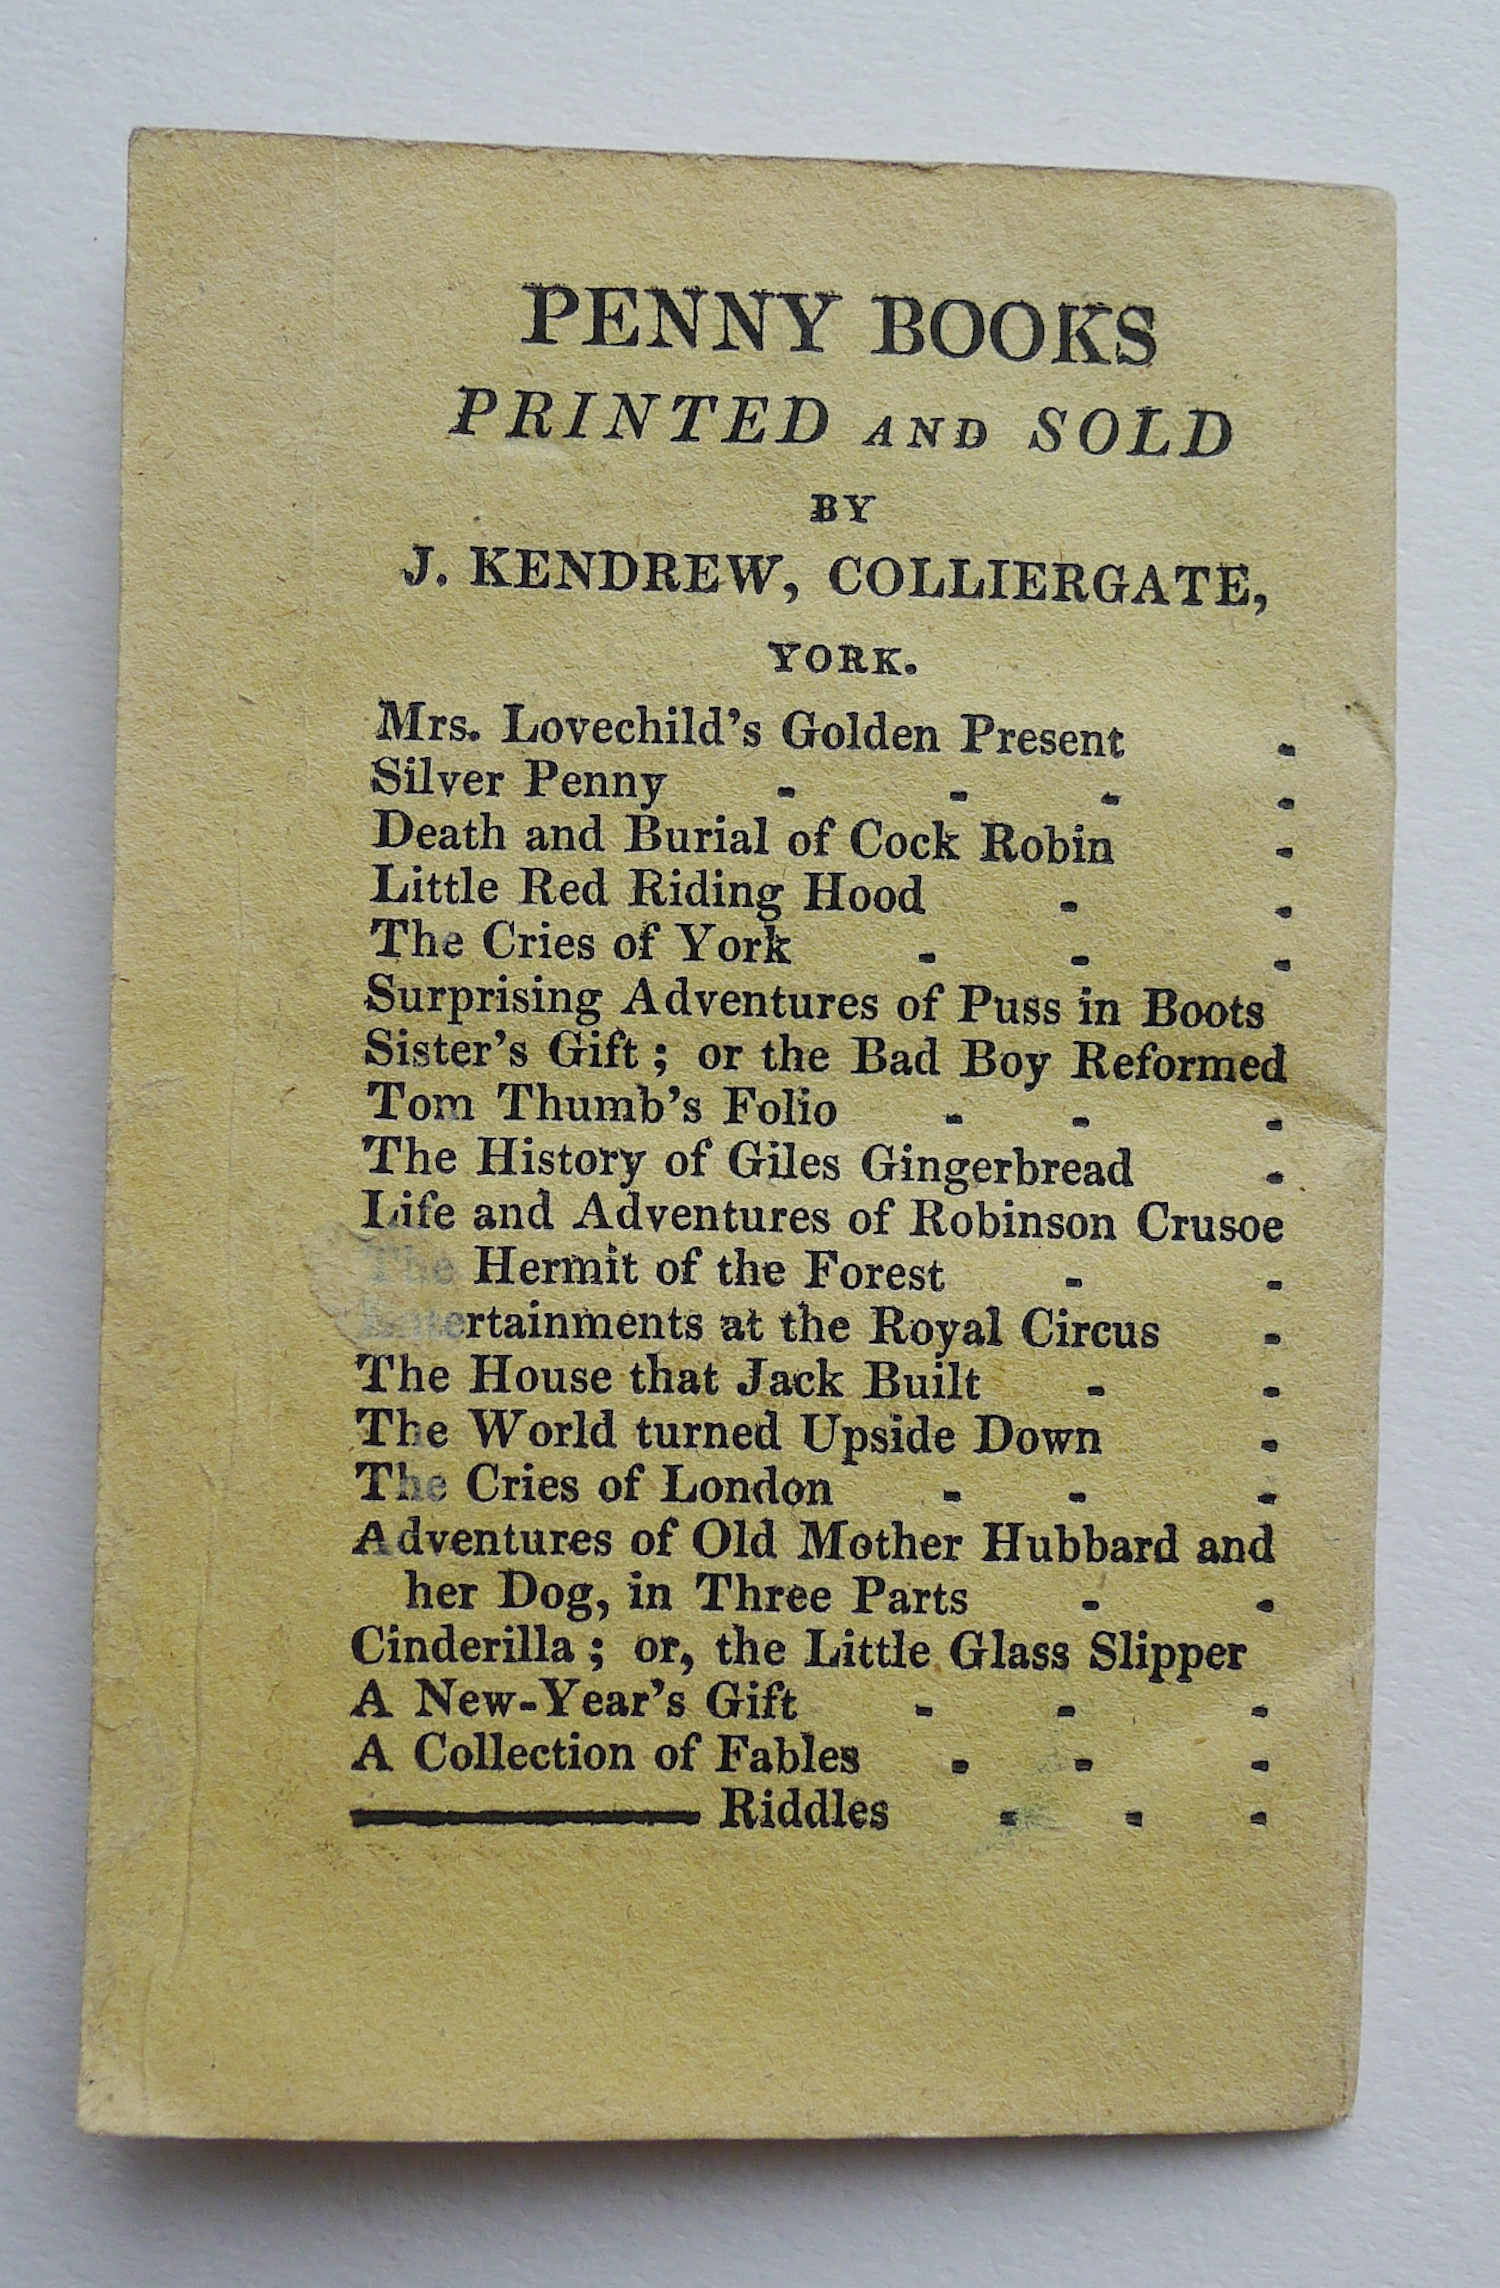 PENNY BOOKS
PRINTED AND SOLD
BY
J. KENDREW, COLLIERGATE,
YORK.
Mrs. Lovechild's Golden Present -
Silver Penny - - - -
Death and Burial of Cock Robin -
Little Red Riding Hood - -
The Cries of York - - -
Surprising Adventures of Puss in Boots
Sister's Gift; or the Bad Boy Reformed
Tom Thumb's Folio - - -
The History of Giles Gingerbread -
Life and Adventures of Robinson Crusoe
The Hermit of the Forest - -
Entertainments at the Royal Circus -
The House that Jack Built - -
The World turned Upside Down -
The Cries of London - - -
Adventures of Old Mother Hubbard and
her Dog, in Three Parts - -
Cinderilla; or, the Little Glass Slipper
A New-Year's Gift - - -
A Collection of Fables - - -
——— Riddles - - -